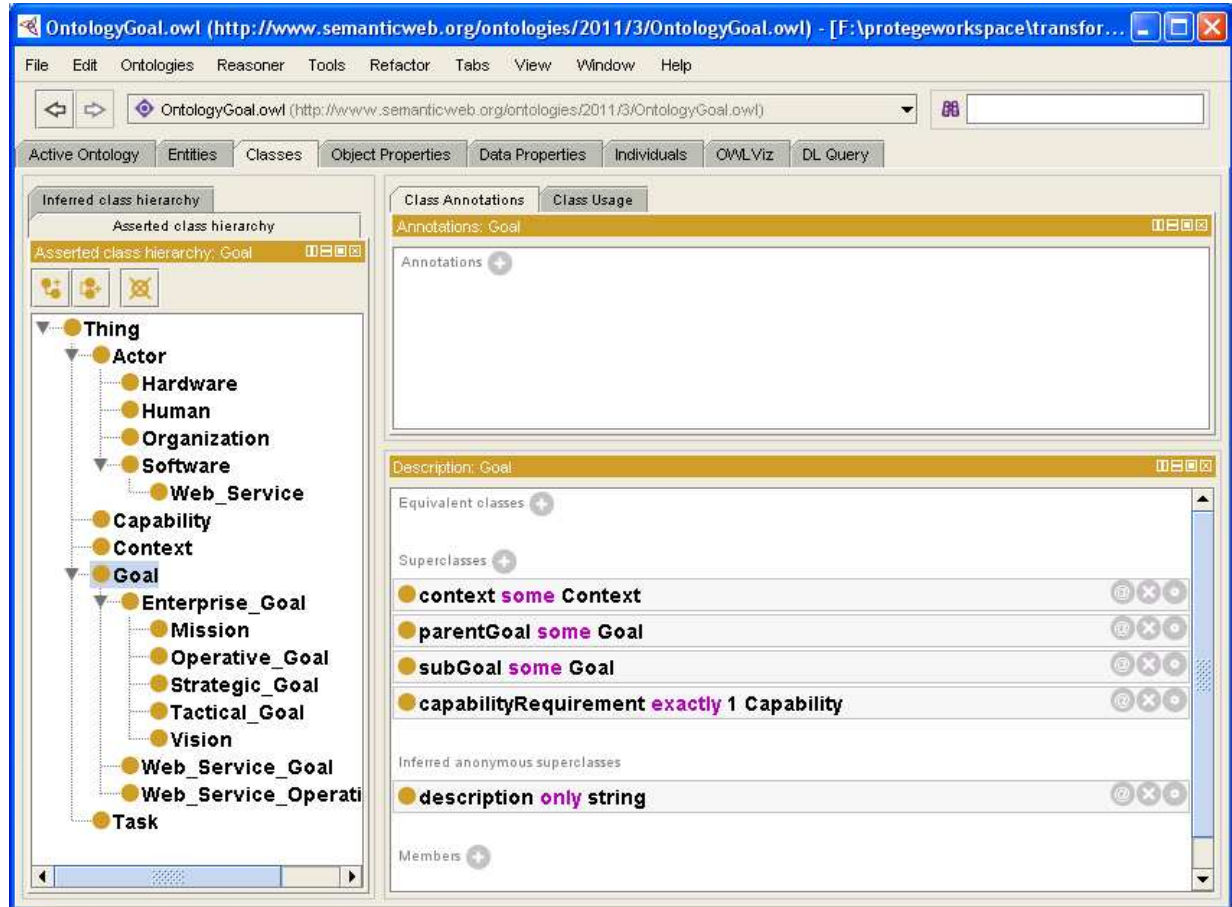 OntologyGoal.owl (http://www.semanticweb.org/ontologies/2011/3/OntologyGoal.owl) - [F:\protegeworkspace\transfor...
File Edit Ontologies Reasoner Tools Refactor Tabs View Window Help
OntologyGoal.owl (http://www.semanticweb.org/ontologies/2011/3/OntologyGoal.owl)
Active Ontology Entities Classes Object Properties Data Properties Individuals OWLViz DL Query
Inferred class hierarchy
Asserted class hierarchy
Asserted class hierarchy: Goal
Thing
Actor
Hardware
Human
Organization
Software
Web_Service
Capability
Context
Goal
Enterprise_Goal
Mission
Operative_Goal
Strategic_Goal
Tactical_Goal
Vision
Web_Service_Goal
Web_Service_Operati
Task
Class Annotations Class Usage
Annotations: Goal
Annotations
Description: Goal
Equivalent classes
Superclasses
context some Context
parentGoal some Goal
subGoal some Goal
capabilityRequirement exactly 1 Capability
Inferred anonymous superclasses
description only string
Members